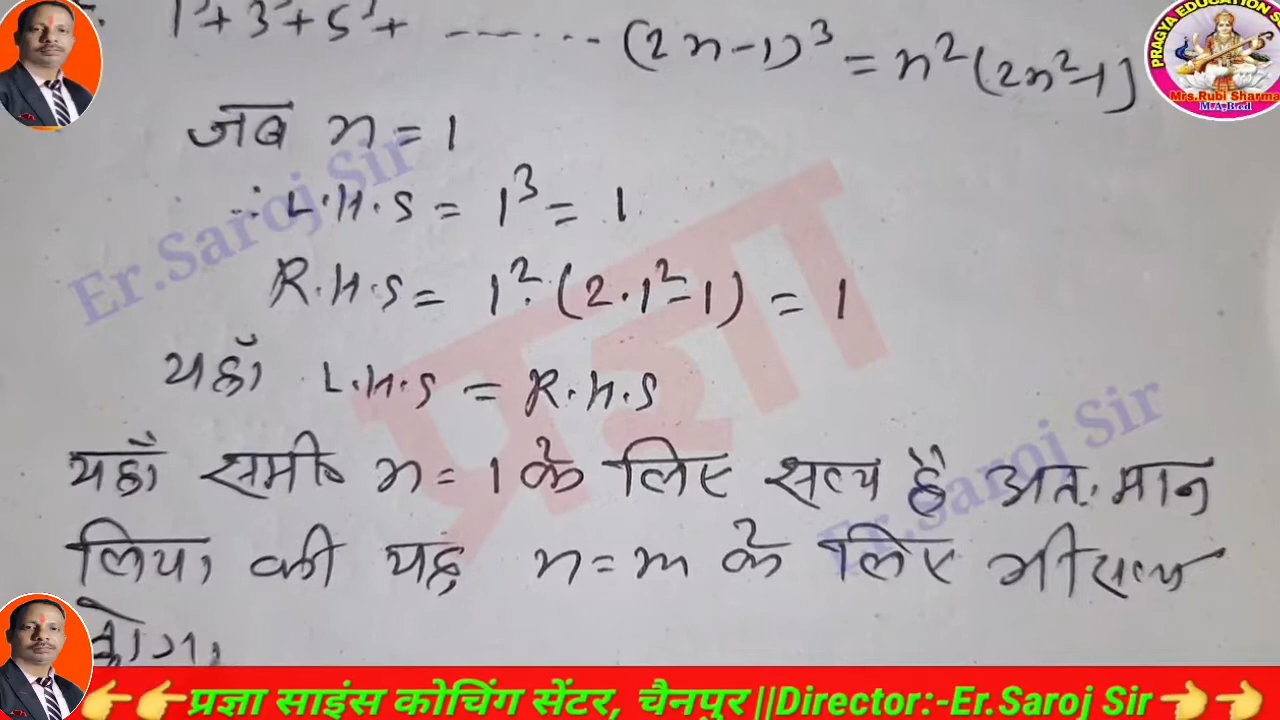 1³+3³+5³+ ------- (2n-1)³ = n²(2n²-1)
PRAGYA EDUCATION S
Mrs.Rubi Sharma
M.A,B.ed
जब n = 1
∴ L.H.S = 1³ = 1
R.H.S = 1².(2.1²-1) = 1
यहाँ L.H.S = R.H.S
यहाँ समी० n = 1 के लिए सत्य है अतः मान
लिया की यह n = m के लिए भी सत्य
होगा
प्रज्ञा
Er.Saroj Sir
Er.Saroj Sir
👉👉प्रज्ञा साइंस कोचिंग सेंटर, चैनपुर ||Director:-Er.Saroj Sir👈👈